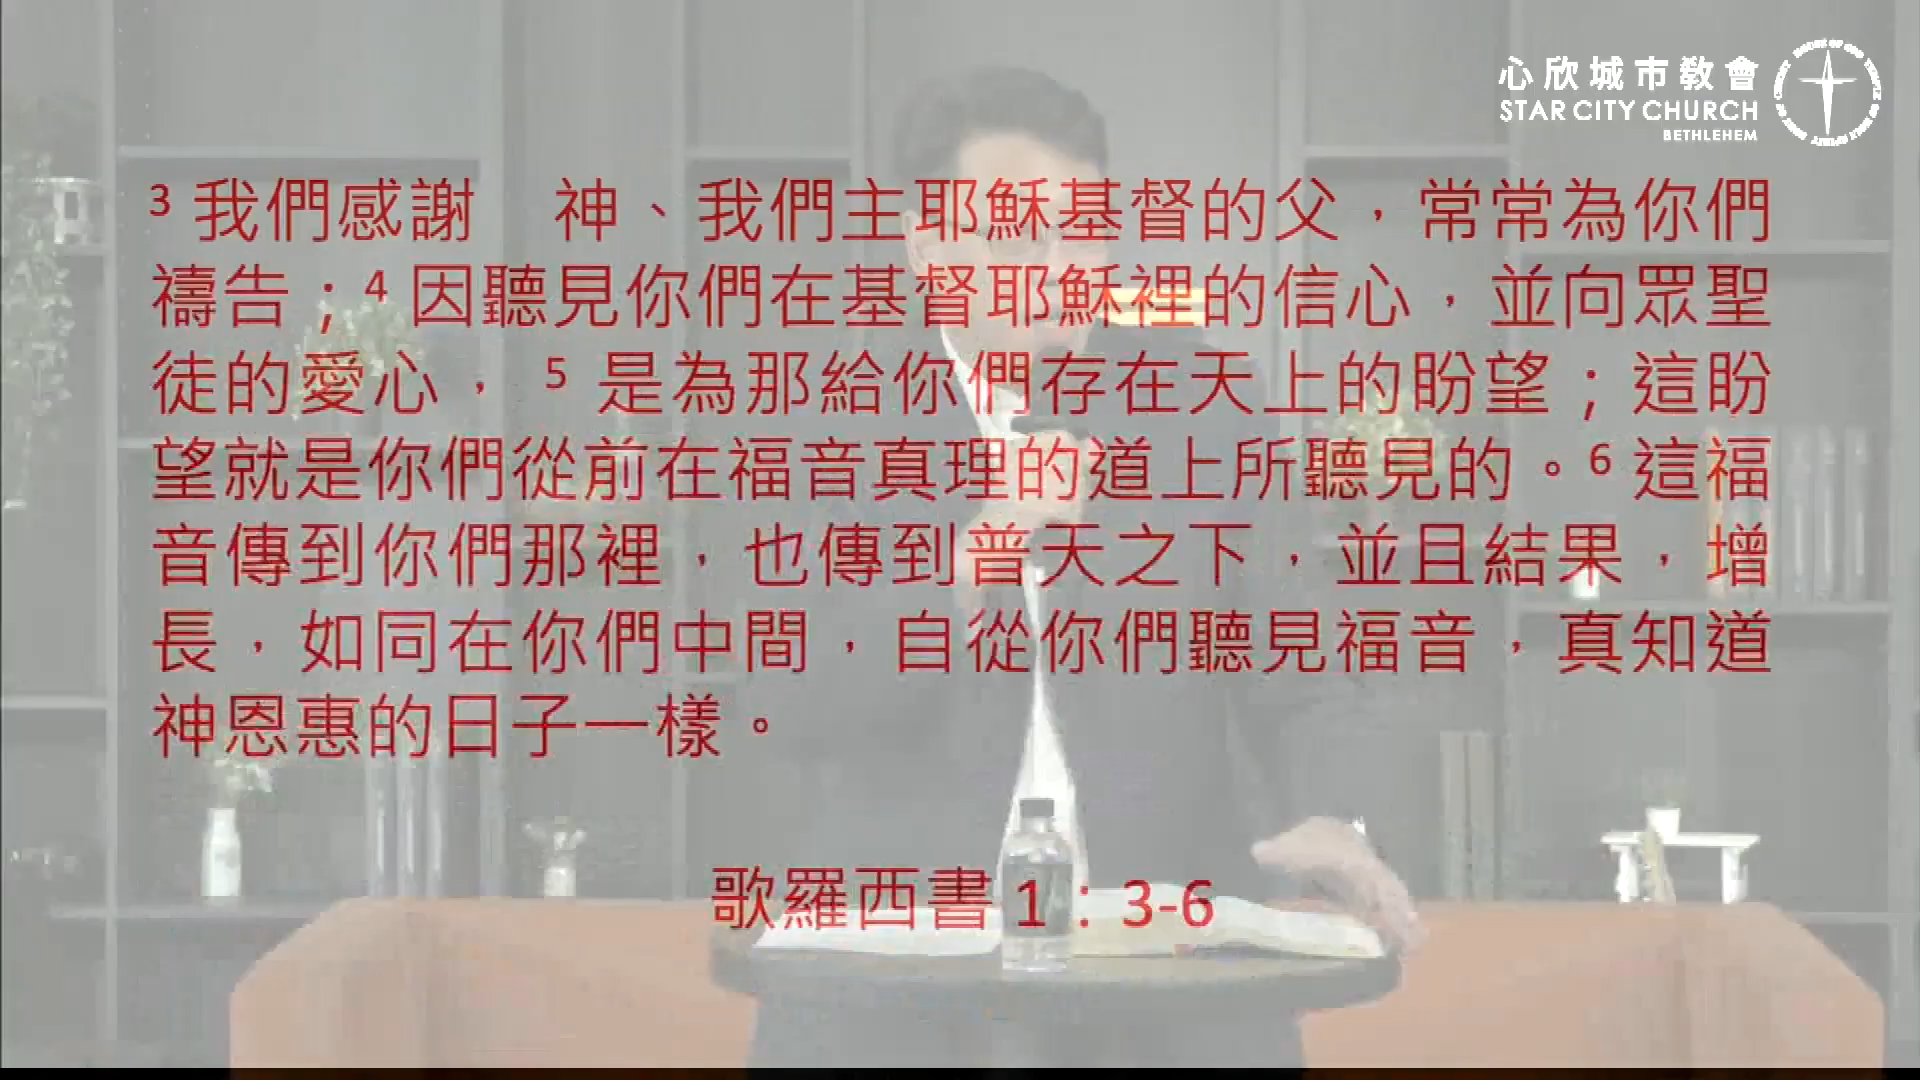 心欣城市教會
STAR CITY CHURCH
BETHLEHEM
3 我們感謝　神、我們主耶穌基督的父，常常為你們
禱告；4 因聽見你們在基督耶穌裡的信心，並向眾聖
徒的愛心， 5 是為那給你們存在天上的盼望；這盼
望就是你們從前在福音真理的道上所聽見的。6 這福
音傳到你們那裡，也傳到普天之下，並且結果，增
長，如同在你們中間，自從你們聽見福音，真知道
神恩惠的日子一樣。
歌羅西書 1：3-6